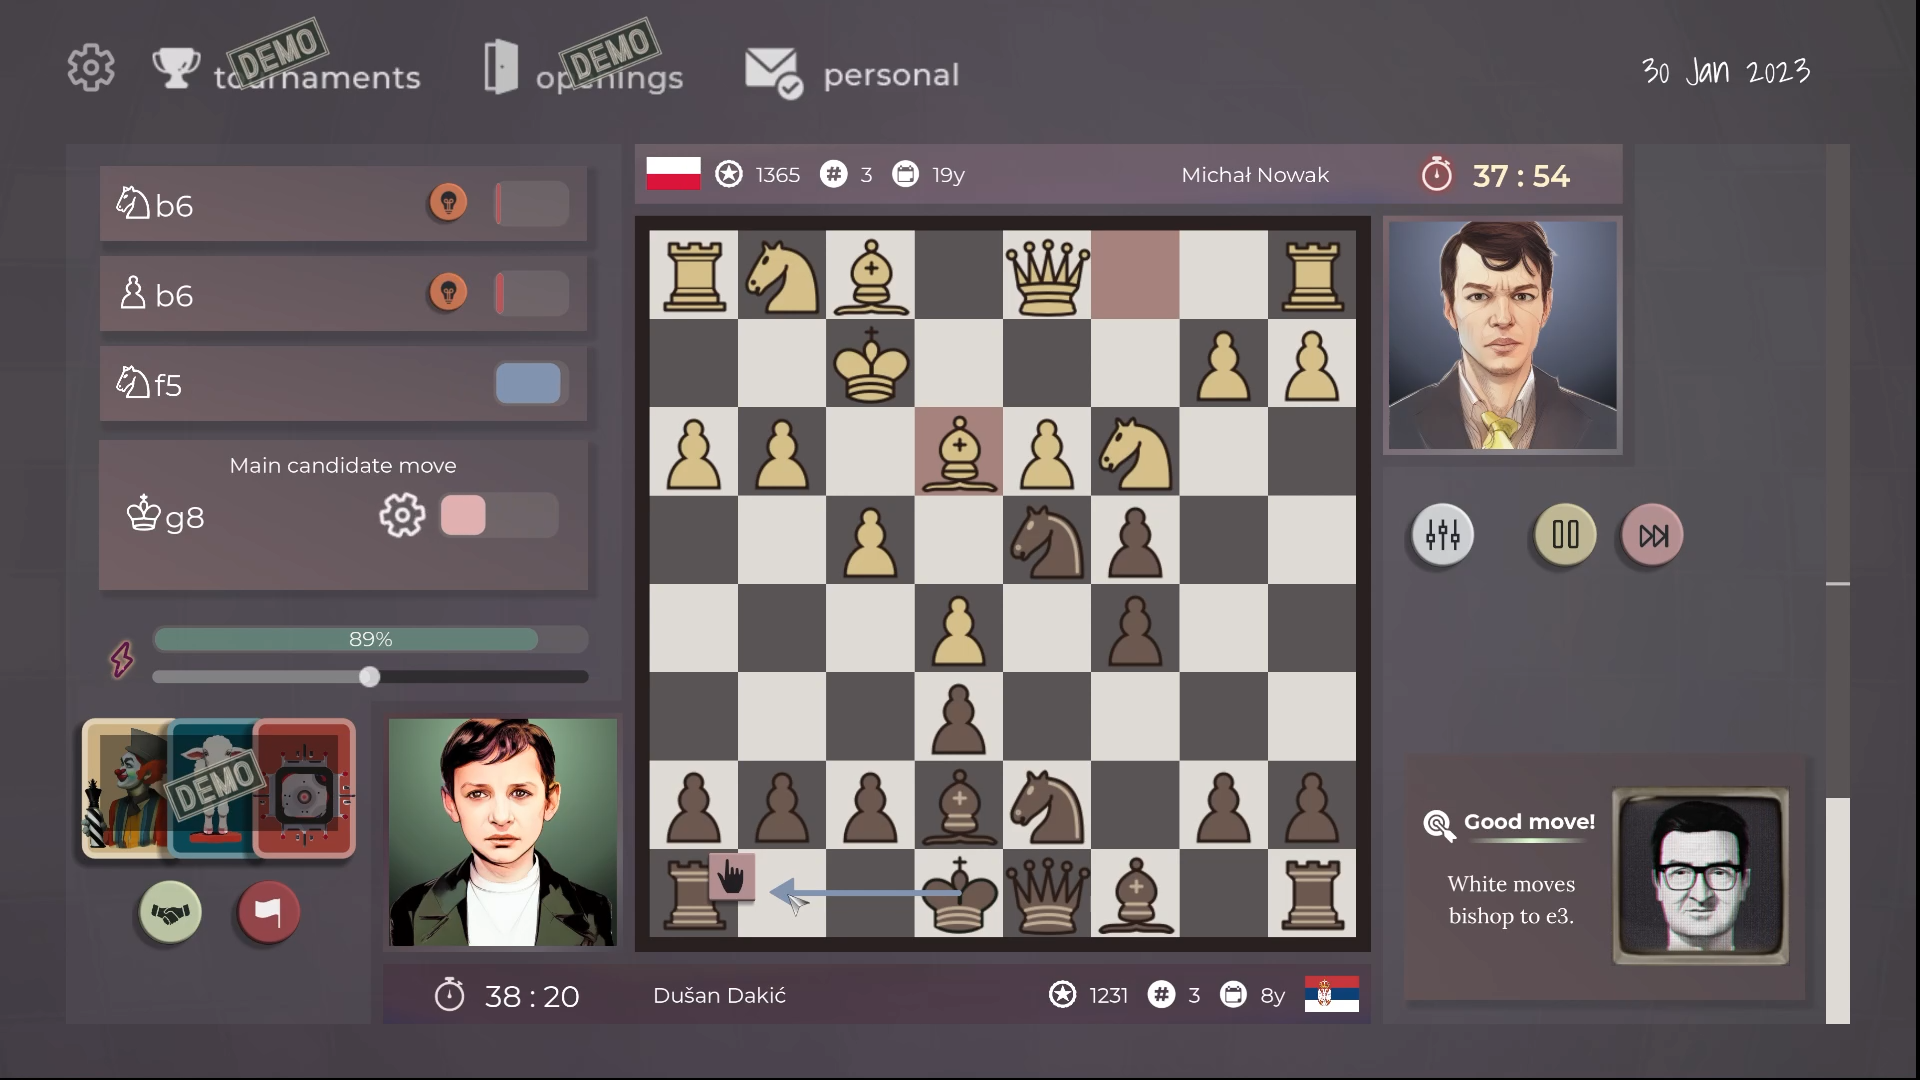 tournaments
DEMO
openings
DEMO
personal
30 Jan 2023
b6
b6
f5
Main candidate move
g8
89%
DEMO
1365
#
3
19y
Michał Nowak
37 : 54
Good move!
White moves
bishop to e3.
38 : 20
Dušan Dakić
1231
#
3
8y